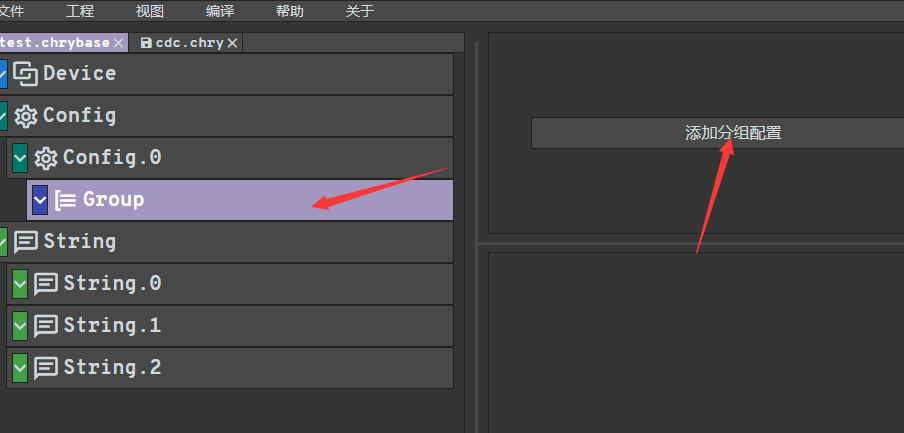 文件 工程 视图 编译 帮助 关于
test.chrybase cdc.chry
Device
Config
Config.0
Group
String
String.0
String.1
String.2
添加分组配置